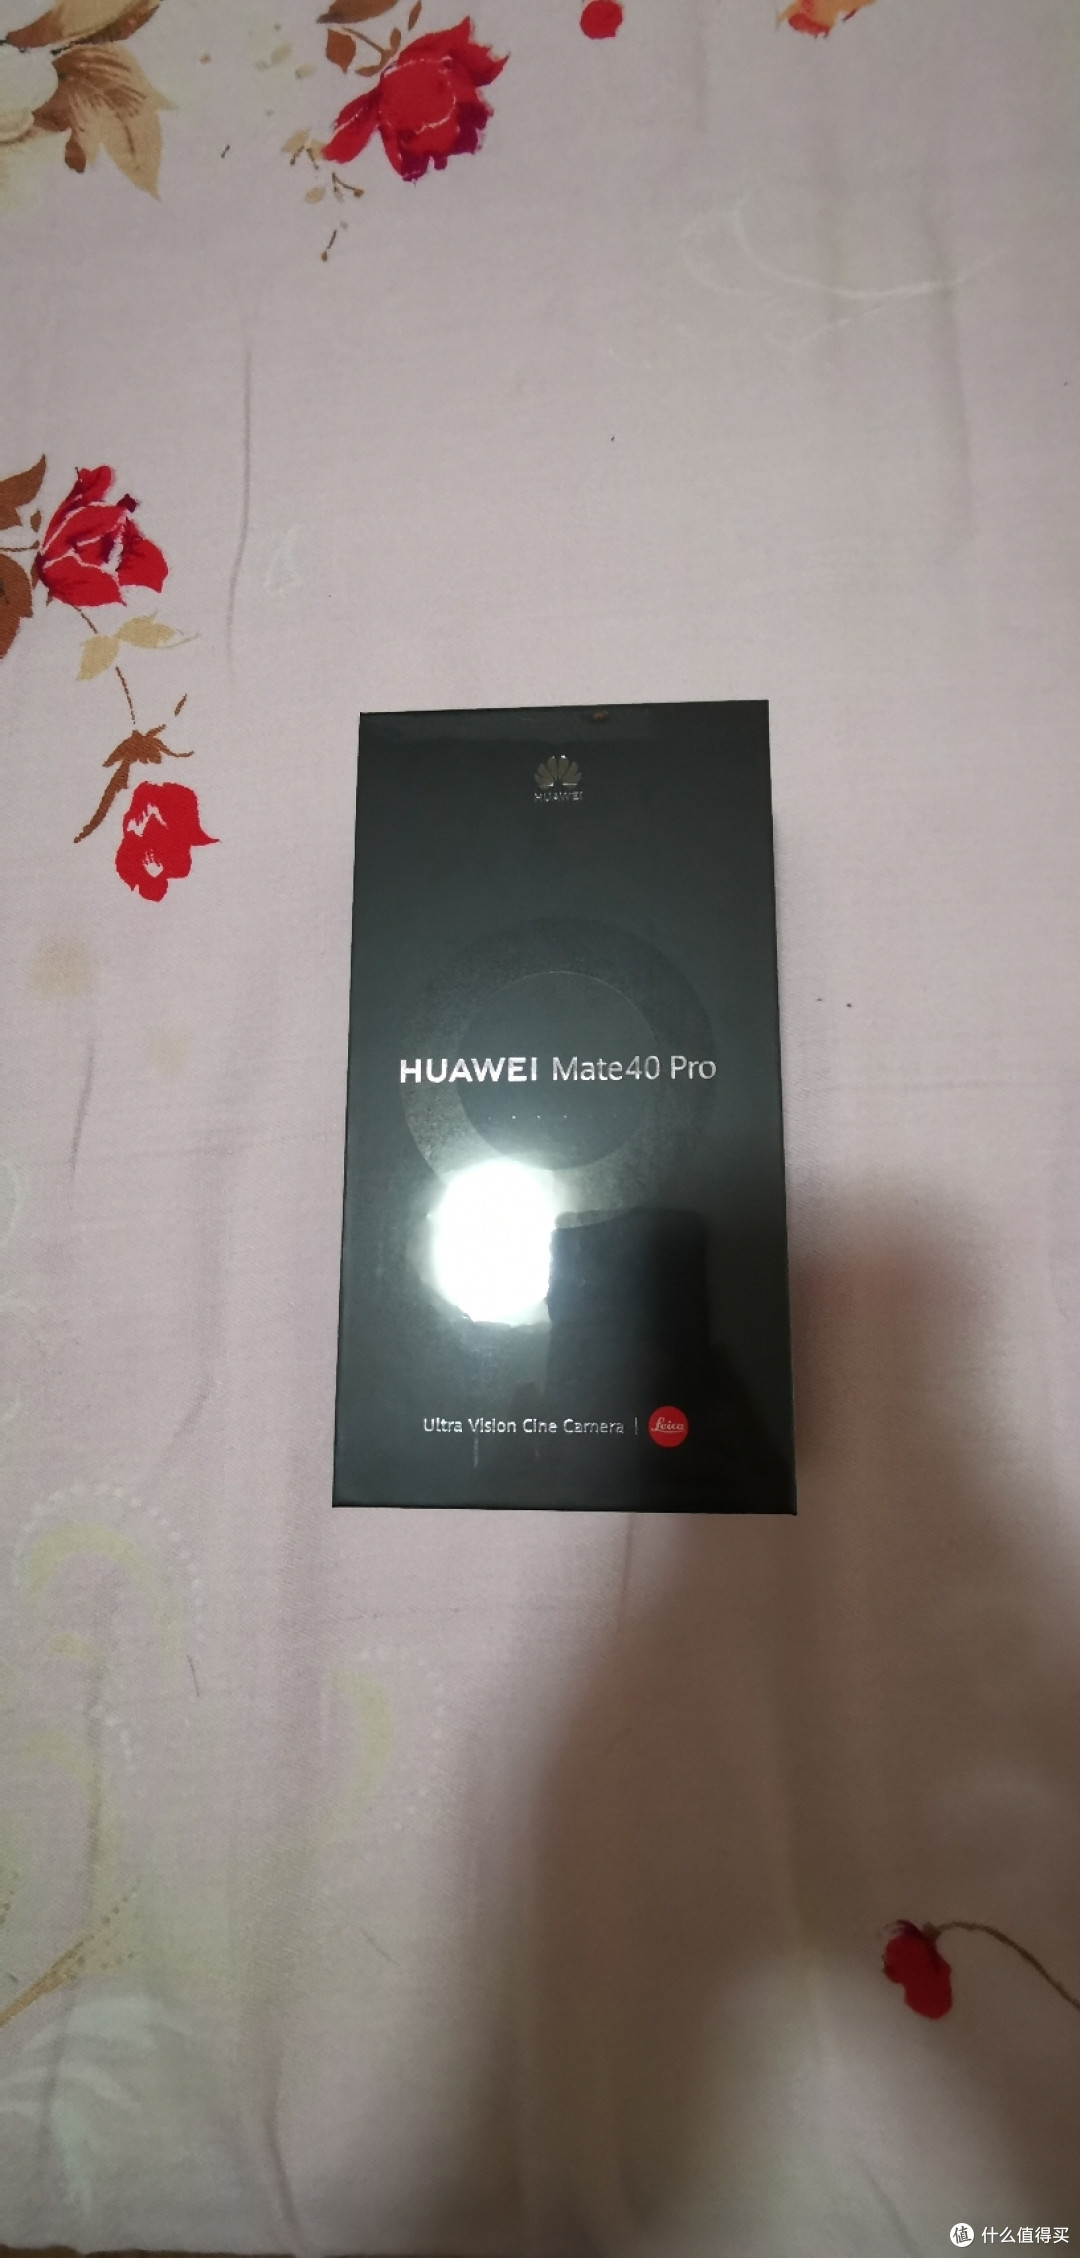 HUAWEI
HUAWEI Mate40 Pro
Ultra Vision Cine Camera | Leica
值 什么值得买